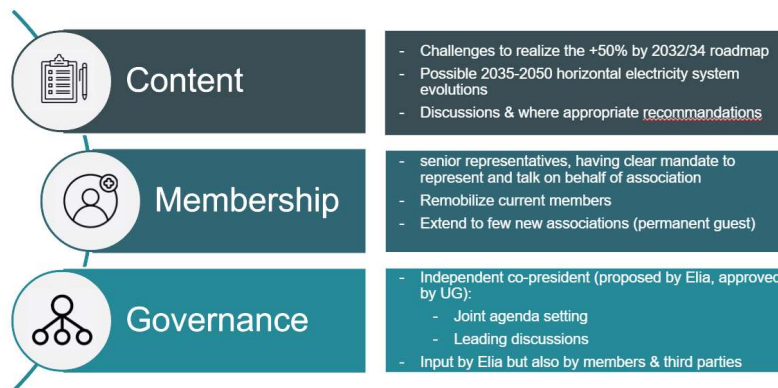 Content
- Challenges to realize the +50% by 2032/34 roadmap
- Possible 2035-2050 horizontal electricity system
evolutions
- Discussions & where appropriate recommandations
Membership
- senior representatives, having clear mandate to
represent and talk on behalf of association
- Remobilize current members
- Extend to few new associations (permanent guest)
Governance
- Independent co-president (proposed by Elia, approved
by UG):
- Joint agenda setting
- Leading discussions
- Input by Elia but also by members & third parties